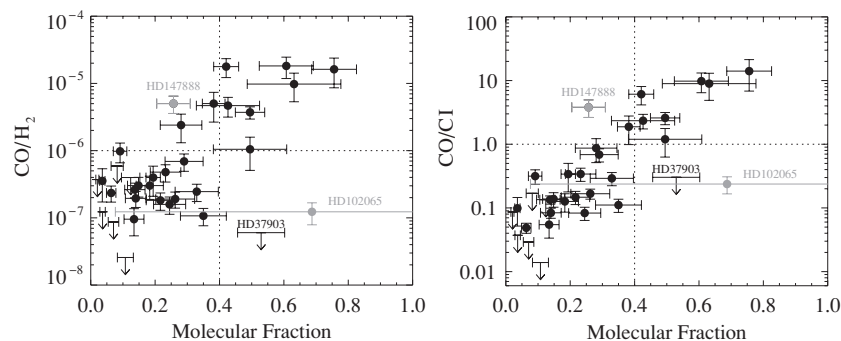 10⁻⁴
10⁻⁵
10⁻⁶
10⁻⁷
10⁻⁸
CO/H₂
HD147888
HD37903
HD102065
0.0 0.2 0.4 0.6 0.8 1.0
Molecular Fraction
100.0
10.0
1.0
0.1
0.01
CO/CI
HD147888
HD37903
HD102065
0.0 0.2 0.4 0.6 0.8 1.0
Molecular Fraction